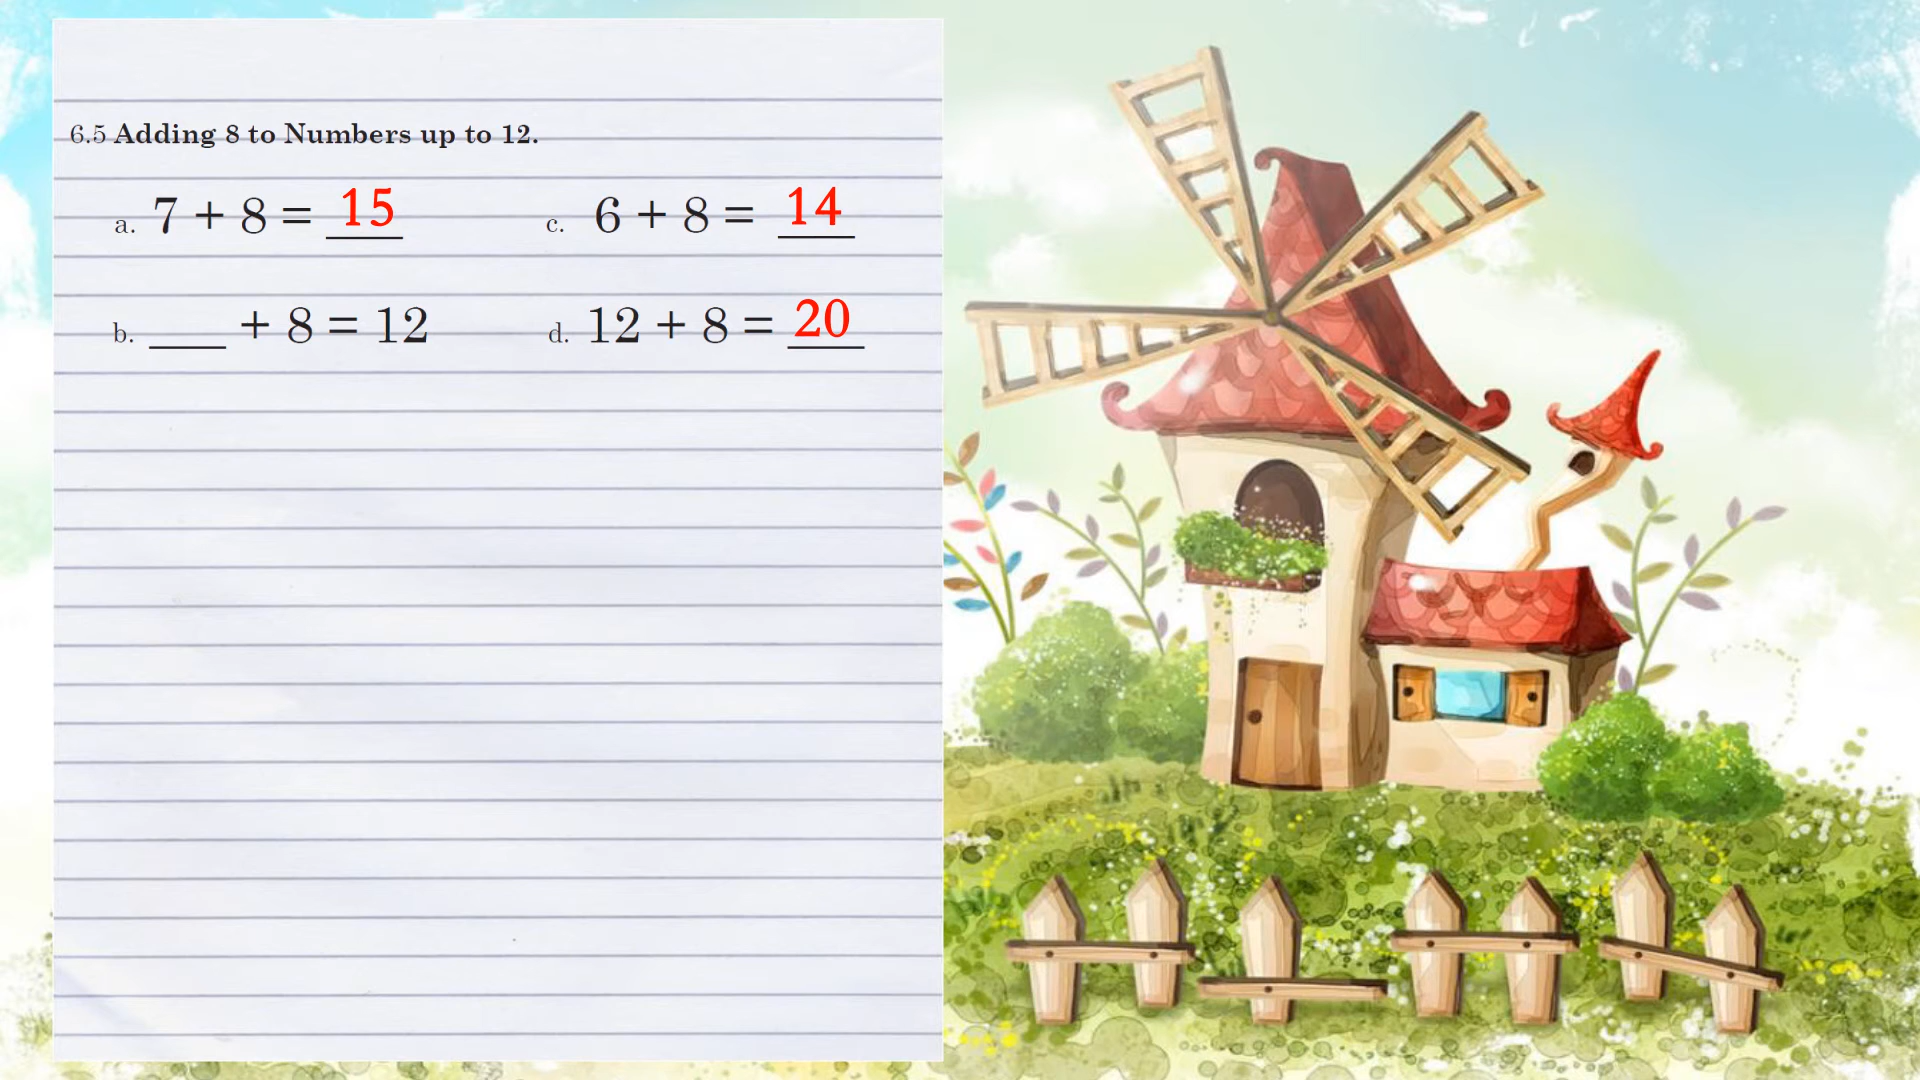 6.5 Adding 8 to Numbers up to 12.
a. 7 + 8 = 15
c. 6 + 8 = 14
b. ___ + 8 = 12
d. 12 + 8 = 20